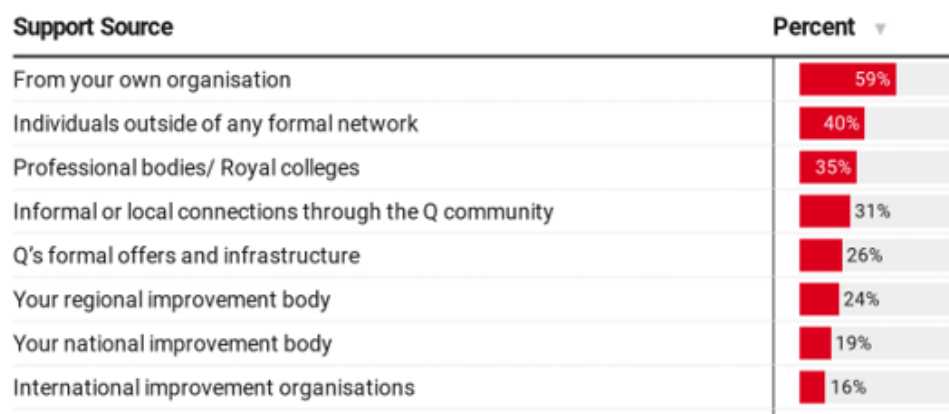 Support Source Percent ▼
From your own organisation 59%
Individuals outside of any formal network 40%
Professional bodies/ Royal colleges 35%
Informal or local connections through the Q community 31%
Q’s formal offers and infrastructure 26%
Your regional improvement body 24%
Your national improvement body 19%
International improvement organisations 16%